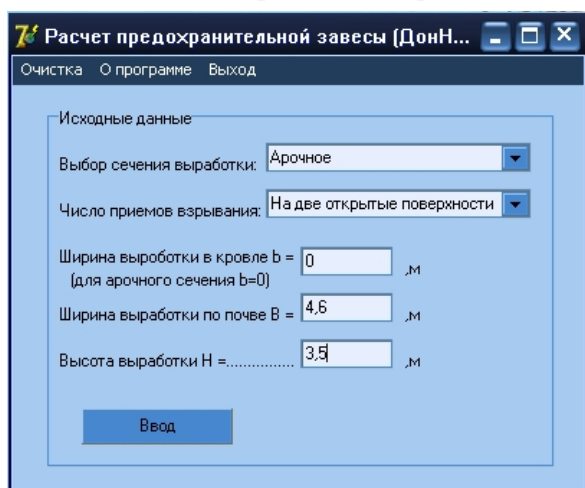 Расчет предохранительной завесы (ДонН...
Очистка О программе Выход
Исходные данные
Выбор сечения выработки: Арочное
Число приемов взрывания: На две открытые поверхности
Ширина выроботки в кровле b = 0 ,м
(для арочного сечения b=0)
Ширина выработки по почве B = 4,6 ,м
Высота выработки H =................ 3,5 ,м
Ввод